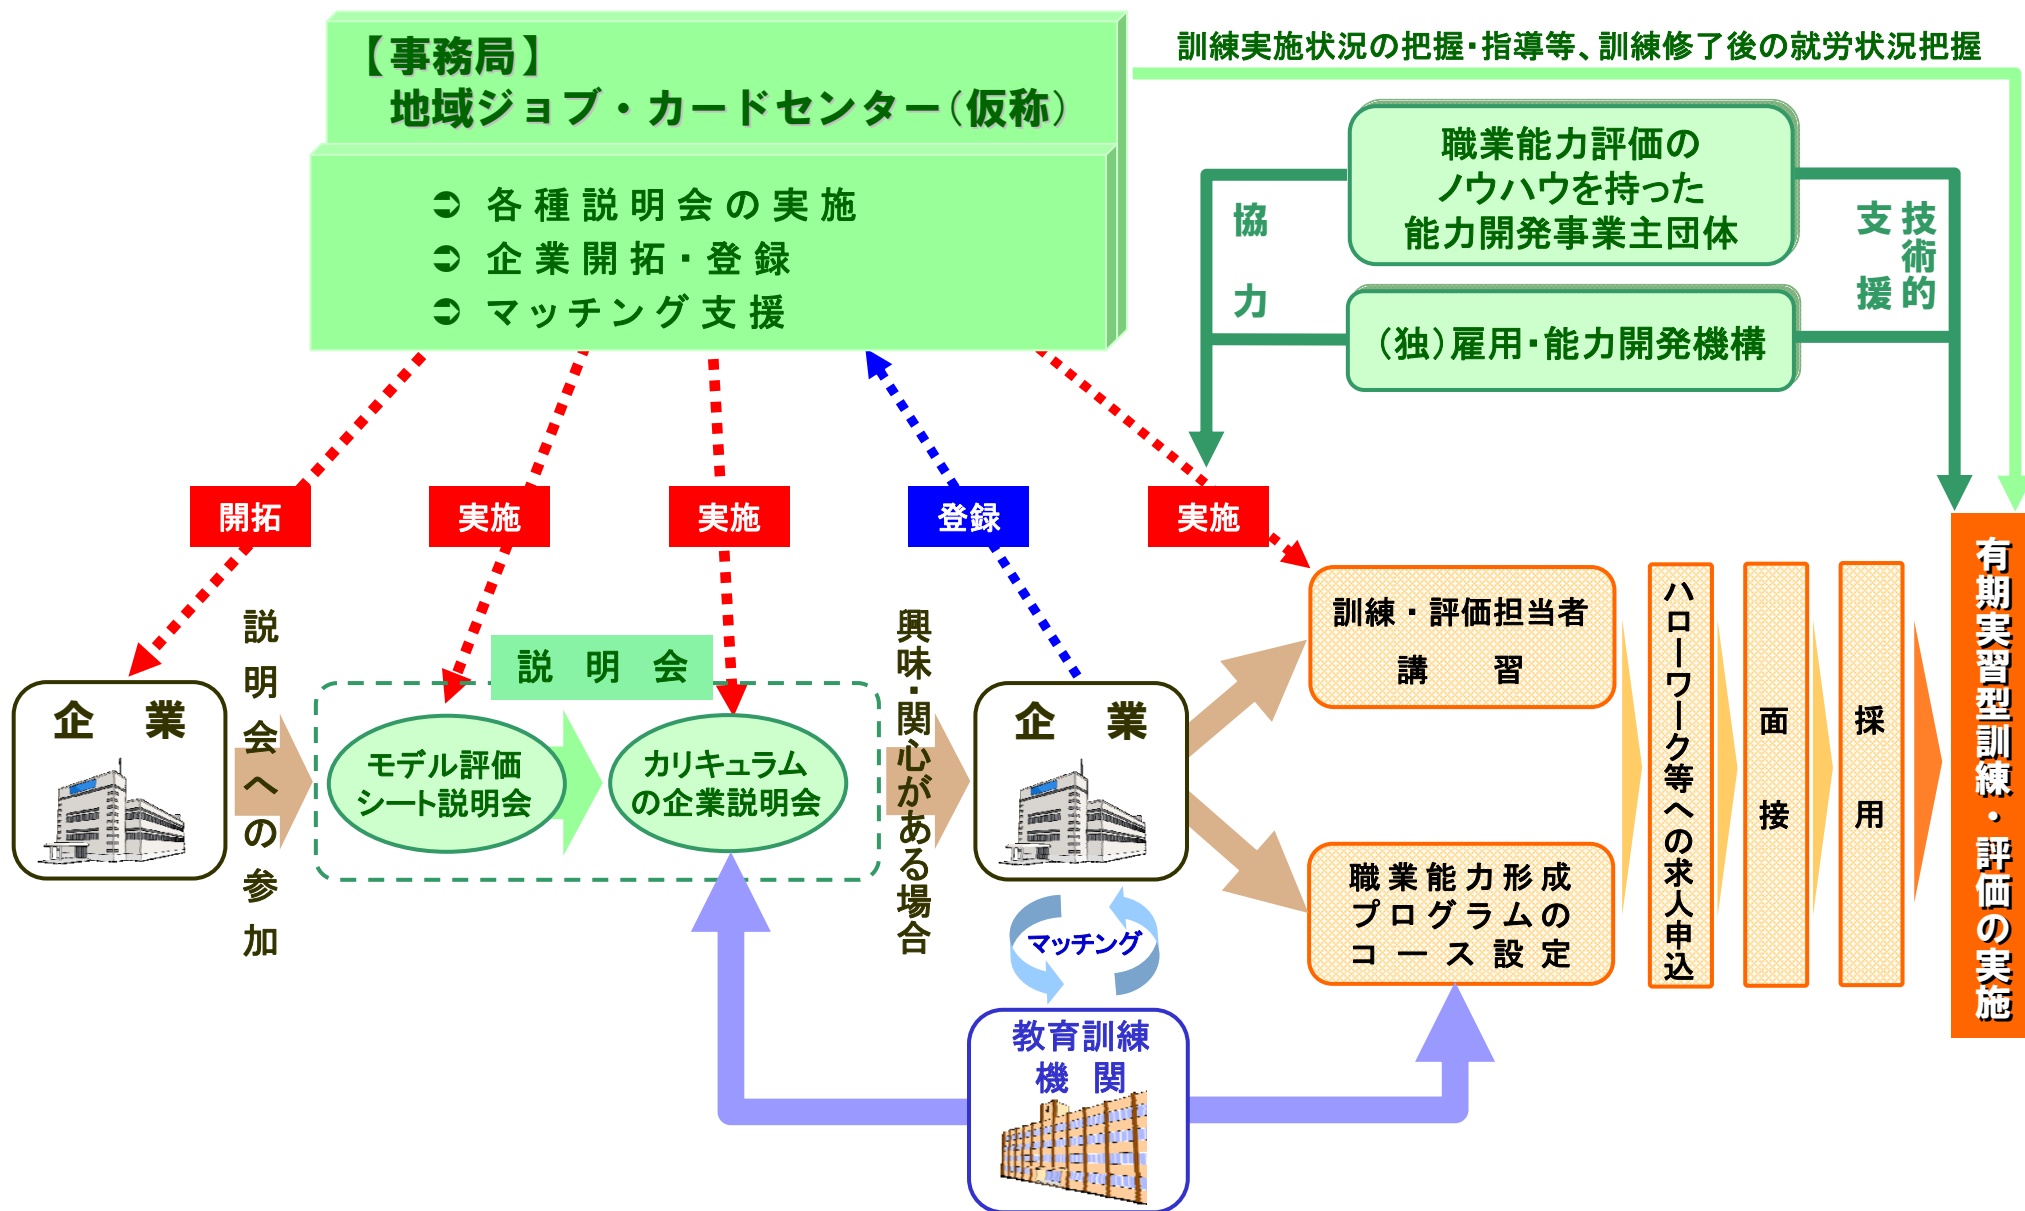 【事務局】
地域ジョブ・カードセンター（仮称）
➲ 各種説明会の実施
➲ 企業開拓・登録
➲ マッチング支援
訓練実施状況の把握・指導等、訓練修了後の就労状況把握
職業能力評価の
ノウハウを持った
能力開発事業主団体
（独）雇用・能力開発機構
協力
技術的
支援
開拓
実施
実施
登録
実施
企業
説明会への参加
説明会
モデル評価
シート説明会
カリキュラム
の企業説明会
興味・関心がある場合
企業
マッチング
教育訓練
機関
訓練・評価担当者
講習
職業能力形成
プログラムの
コース設定
ハローワーク等への求人申込
面接
採用
有期実習型訓練・評価の実施